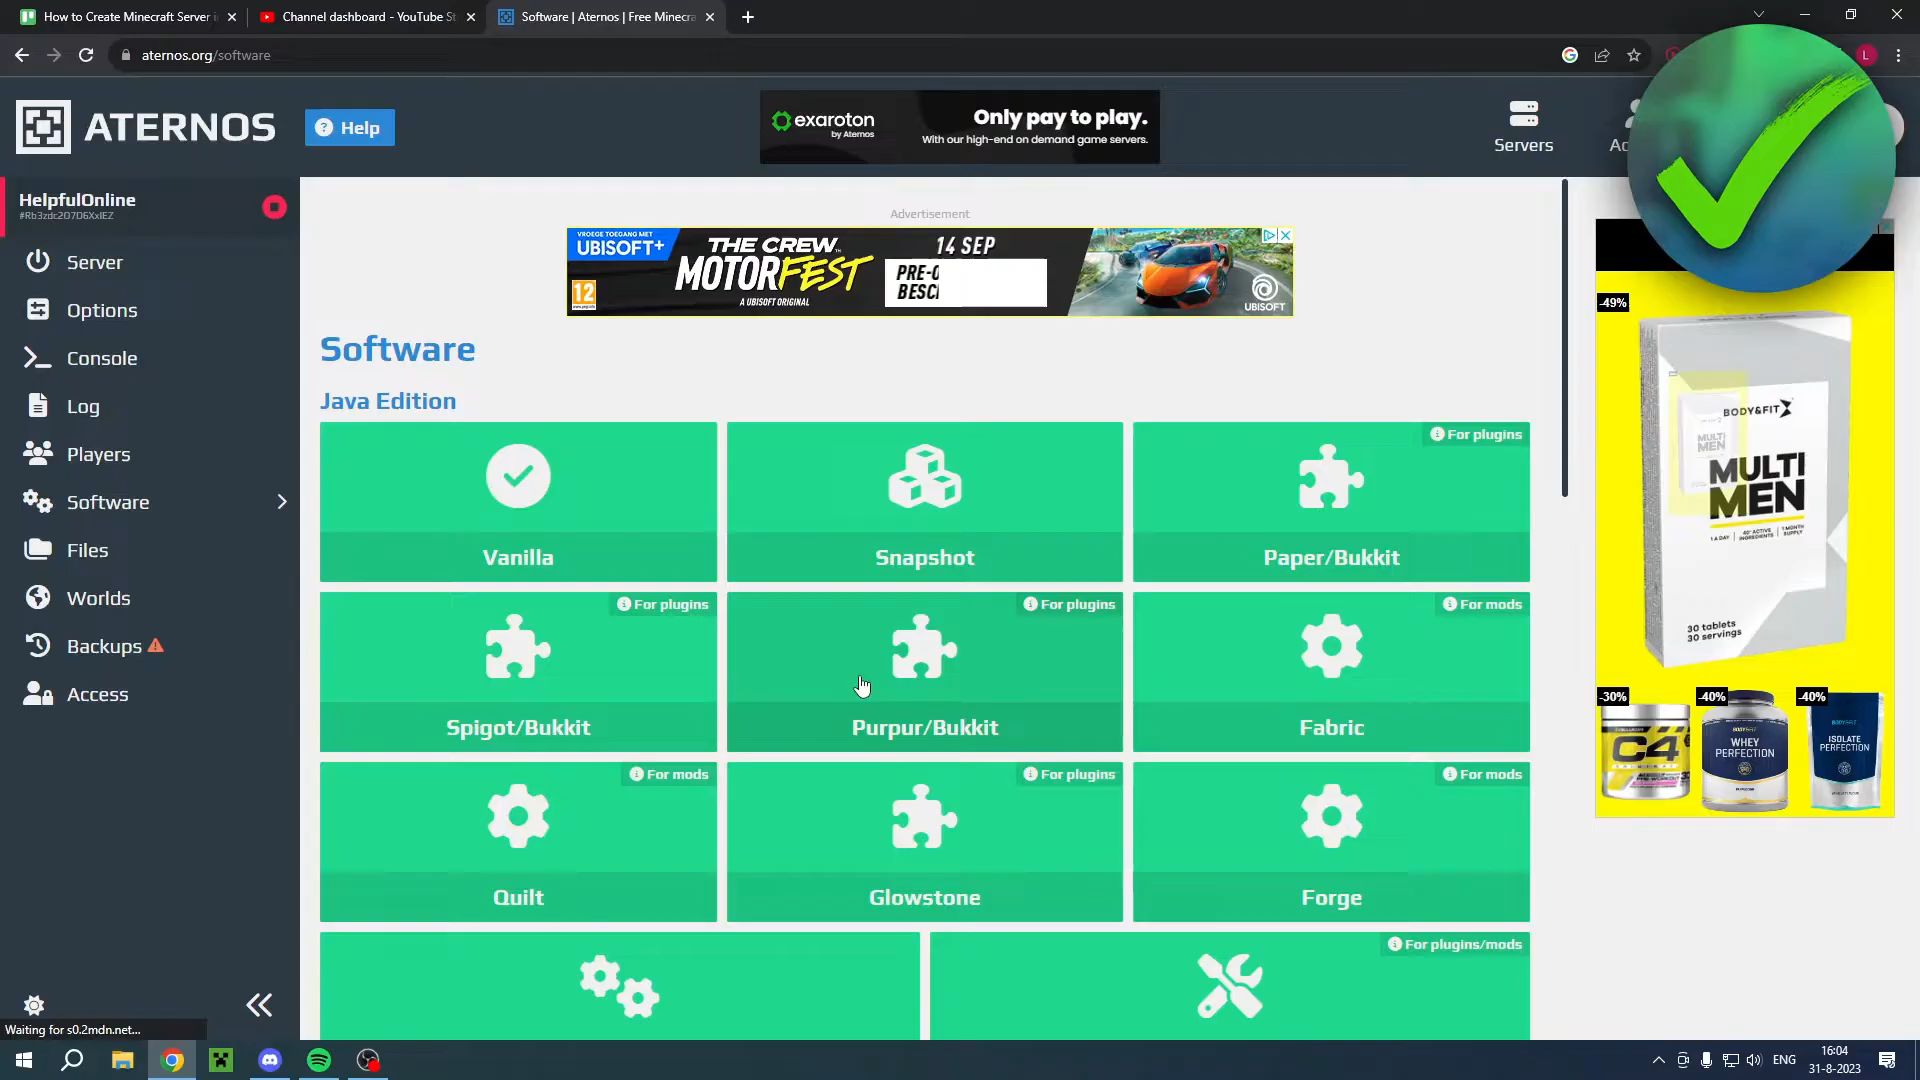 How to Create Minecraft Server i
Channel dashboard - YouTube St
Software | Aternos | Free Minecra
aternos.org/software
L
ATERNOS
Help
exaroton
by Aternos
Only pay to play.
With our high-end on demand game servers.
Servers
HelpfulOnline
Server
Options
Console
Log
Players
Software
Files
Worlds
Backups
Access
Advertisement
VROEGE TOEGANG MET
UBISOFT+
12
THE CREW
MOTORFEST
A UBISOFT ORIGINAL
14 SEP
PRE-O
BESCI
UBISOFT
Software
Java Edition
Vanilla
Snapshot
For plugins
Paper/Bukkit
For plugins
Spigot/Bukkit
For plugins
Purpur/Bukkit
For mods
Fabric
For mods
Quilt
For plugins
Glowstone
For mods
Forge
For plugins/mods
-49%
BODY&FIT
MULTI
MEN
30 tablets
30 servings
-30%
-40%
-40%
C4
WHEY
PERFECTION
ISOLATE
PERFECTION
Waiting for s0.2mdn.net...
ENG
16:04
31-8-2023